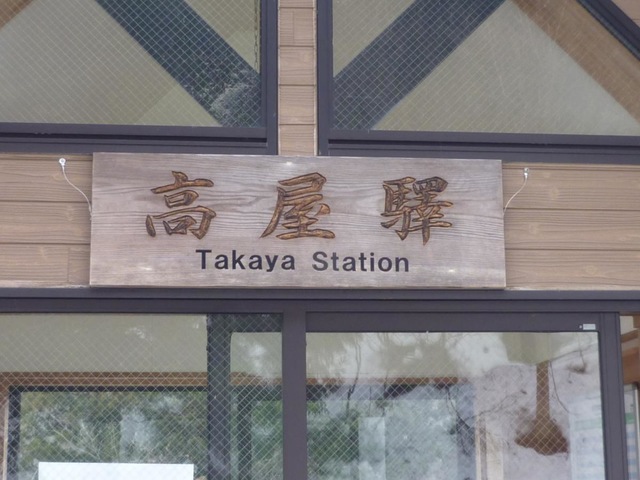 高屋驛
Takaya Station